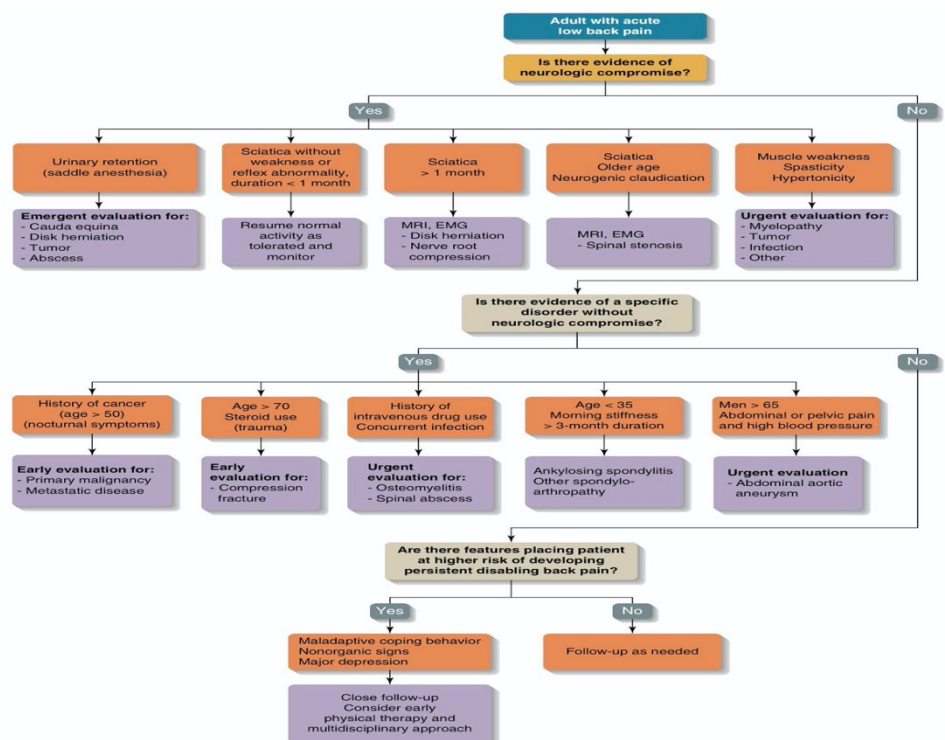 Adult with acute
low back pain
Is there evidence of
neurologic compromise?
Yes
No
Urinary retention
(saddle anesthesia)
Sciatica without
weakness or
reflex abnormality,
duration < 1 month
Sciatica
> 1 month
Sciatica
Older age
Neurogenic claudication
Muscle weakness
Spasticity
Hypertonicity
Emergent evaluation for:
- Cauda equina
- Disk herniation
- Tumor
- Abscess
Resume normal
activity as
tolerated and
monitor
MRI, EMG
- Disk herniation
- Nerve root
compression
MRI, EMG
- Spinal stenosis
Urgent evaluation for:
- Myelopathy
- Tumor
- Infection
- Other
Is there evidence of a specific
disorder without
neurologic compromise?
Yes
No
History of cancer
(age > 50)
(nocturnal symptoms)
Age > 70
Steroid use
(trauma)
History of
intravenous drug use
Concurrent infection
Age < 35
Morning stiffness
> 3-month duration
Men > 65
Abdominal or pelvic pain
and high blood pressure
Early evaluation for:
- Primary malignancy
- Metastatic disease
Early
evaluation for:
- Compression
fracture
Urgent
evaluation for:
- Osteomyelitis
- Spinal abscess
Ankylosing spondylitis
Other spondylo-
arthropathy
Urgent evaluation
- Abdominal aortic
aneurysm
Are there features placing patient
at higher risk of developing
persistent disabling back pain?
Yes
No
Maladaptive coping behavior
Nonorganic signs
Major depression
Follow-up as needed
Close follow-up
Consider early
physical therapy and
multidisciplinary approach